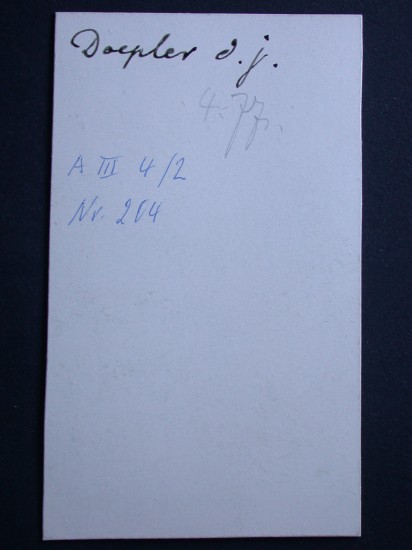 Doepler d. j.
A III 4/2
Nr. 204